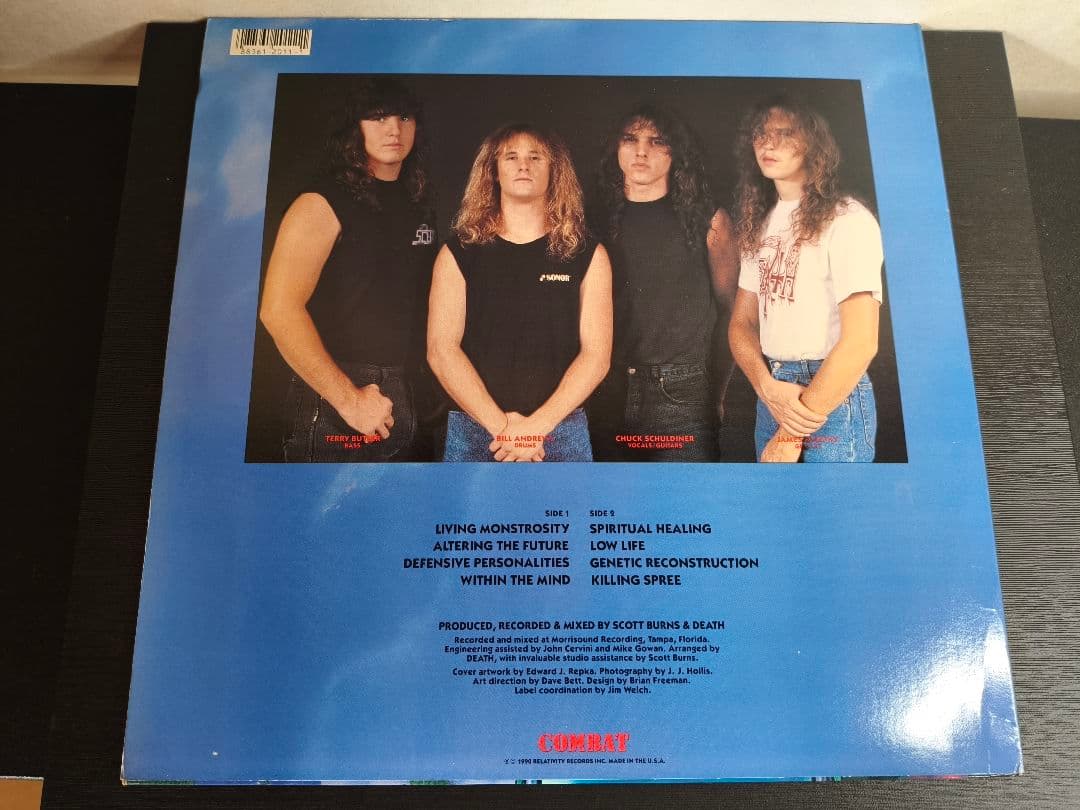 88561-2011-1
SONOR
TERRY BUTLER
BASS
BILL ANDREWS
DRUMS
CHUCK SCHULDINER
VOCALS/GUITARS
JAMES
SIDE 1
LIVING MONSTROSITY
ALTERING THE FUTURE
DEFENSIVE PERSONALITIES
WITHIN THE MIND
SIDE 2
SPIRITUAL HEALING
LOW LIFE
GENETIC RECONSTRUCTION
KILLING SPREE
PRODUCED, RECORDED & MIXED BY SCOTT BURNS & DEATH
Recorded and mixed at Morrisound Recording, Tampa, Florida.
Engineering assisted by John Cervini and Mike Gowan. Arranged by
DEATH, with invaluable studio assistance by Scott Burns.
Cover artwork by Edward J. Repka. Photography by J. J. Hollis.
Art direction by Dave Bett. Design by Brian Freeman.
Label coordination by Jim Welch.
COMBAT
℗ © 1990 RELATIVITY RECORDS INC. MADE IN THE U.S.A.